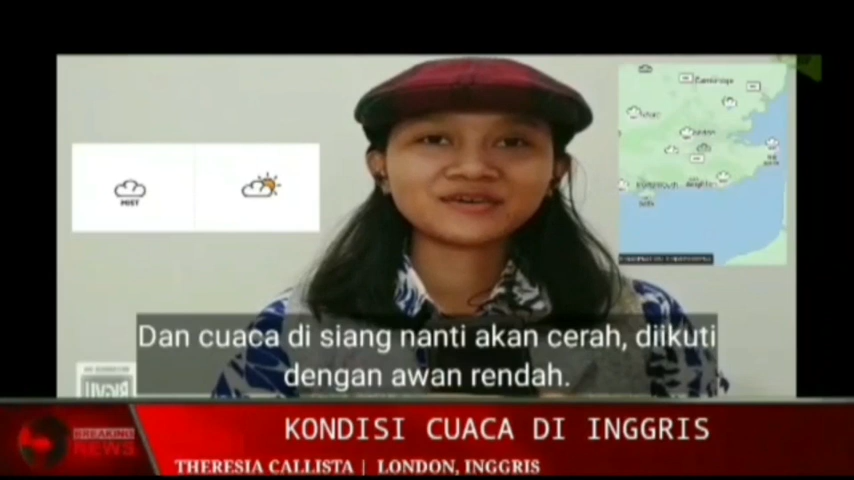 MIST
Dan cuaca di siang nanti akan cerah, diikuti
dengan awan rendah.
BREAKING
NEWS
KONDISI CUACA DI INGGRIS
THERESIA CALLISTA | LONDON, INGGRIS